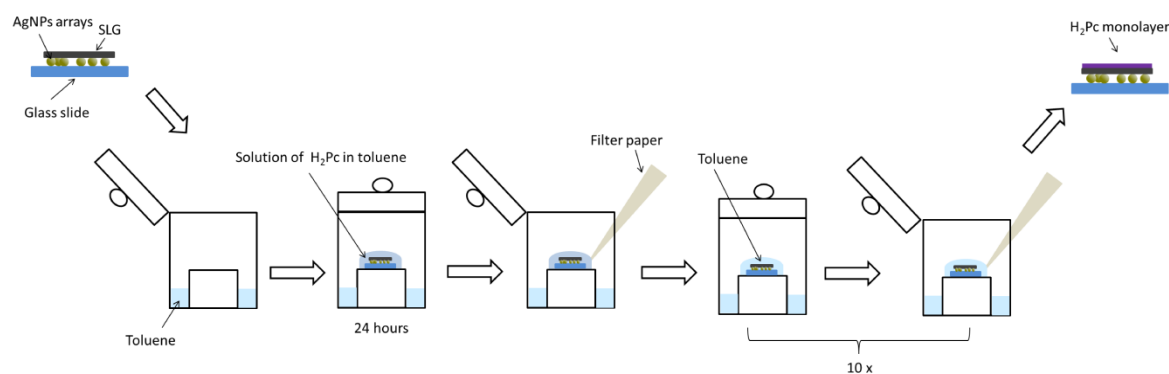 AgNPs arrays
SLG
Glass slide
Toluene
Solution of H₂Pc in toluene
24 hours
Filter paper
Toluene
10 x
H₂Pc monolayer